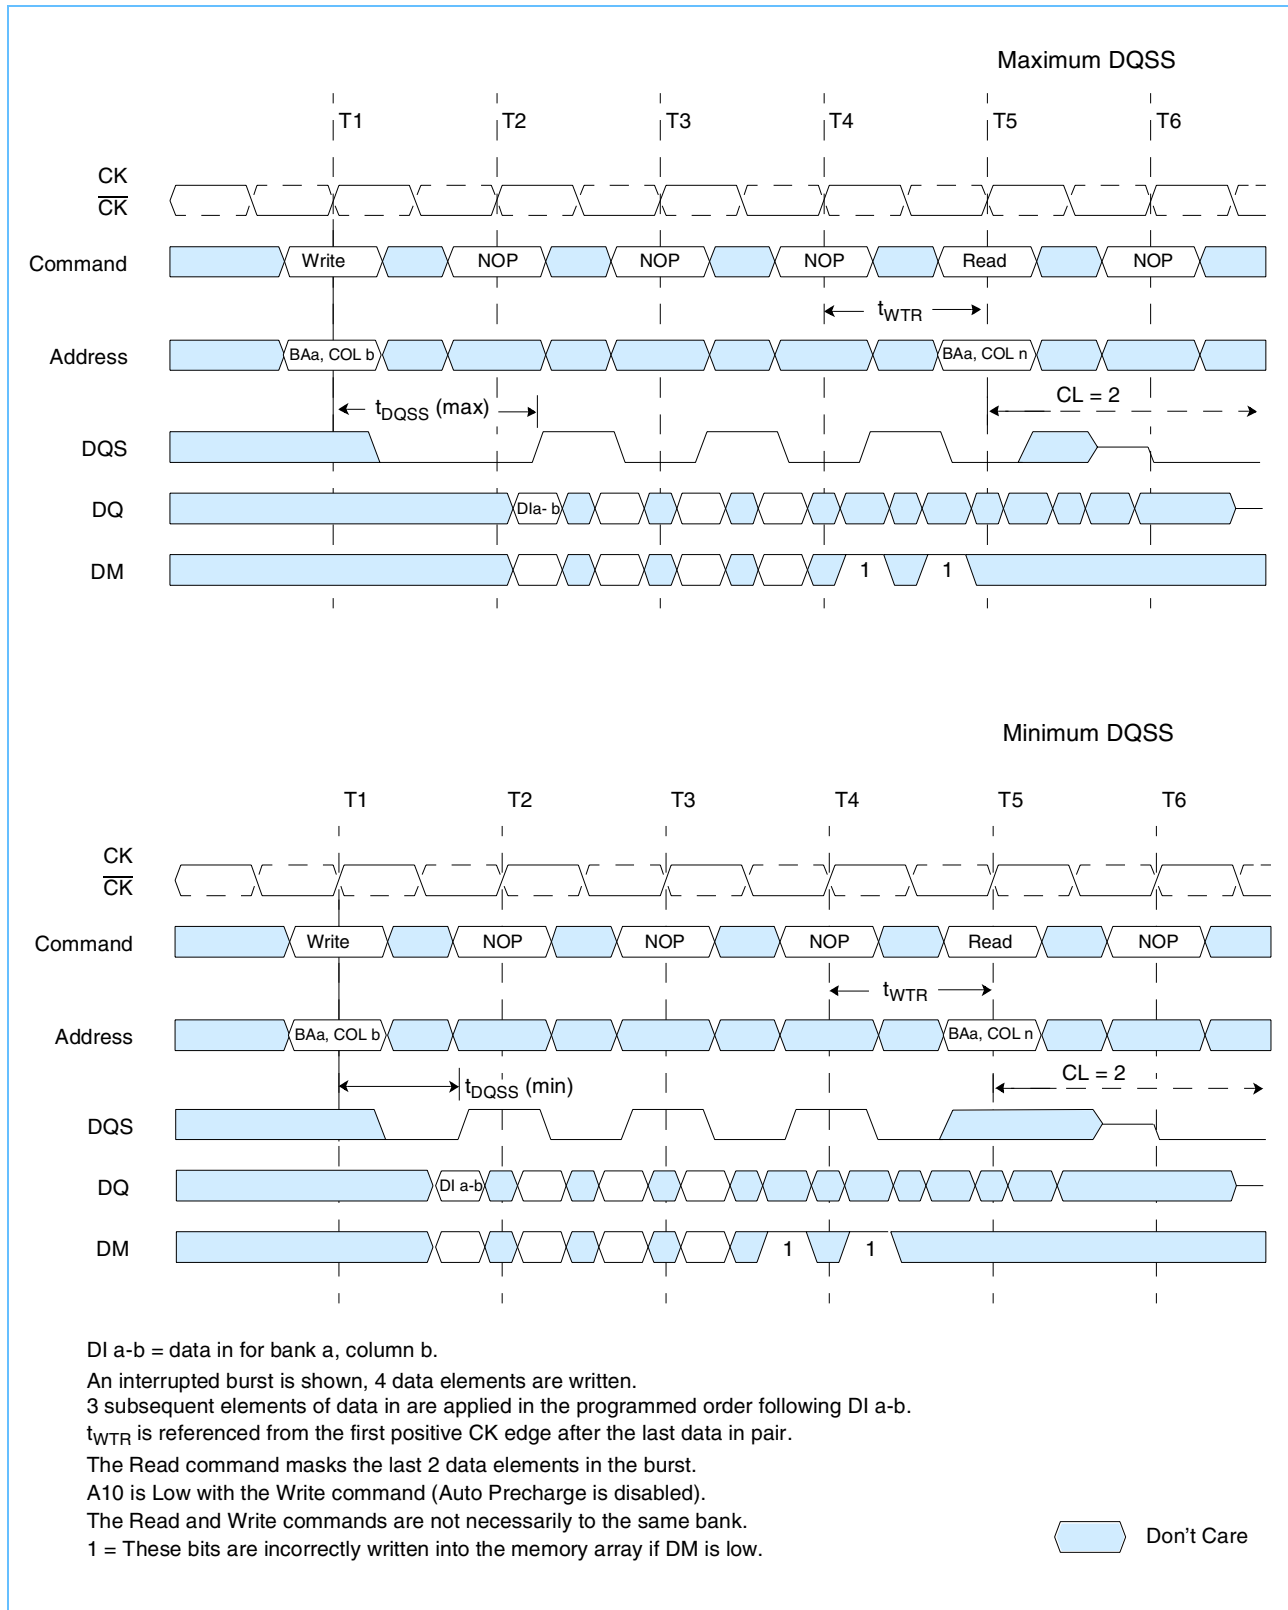 Maximum DQSS
T1 T2 T3 T4 T5 T6
CK
CK
Command Write NOP NOP NOP Read NOP
tWTR
Address BAa, COL b BAa, COL n
tDQSS (max) CL = 2
DQS
DQ DIa- b
DM 1 1
Minimum DQSS
T1 T2 T3 T4 T5 T6
CK
CK
Command Write NOP NOP NOP Read NOP
tWTR
Address BAa, COL b BAa, COL n
tDQSS (min) CL = 2
DQS
DQ DI a-b
DM 1 1
DI a-b = data in for bank a, column b.
An interrupted burst is shown, 4 data elements are written.
3 subsequent elements of data in are applied in the programmed order following DI a-b.
tWTR is referenced from the first positive CK edge after the last data in pair.
The Read command masks the last 2 data elements in the burst.
A10 is Low with the Write command (Auto Precharge is disabled).
The Read and Write commands are not necessarily to the same bank.
1 = These bits are incorrectly written into the memory array if DM is low.
Don't Care